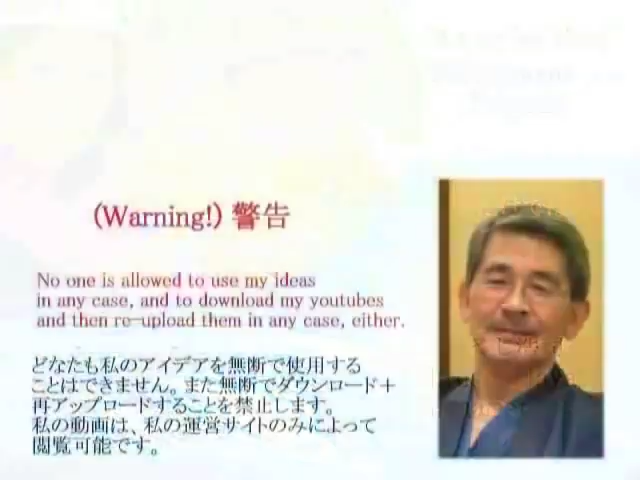 (Warning!) 警告
No one is allowed to use my ideas
in any case, and to download my youtubes
and then re-upload them in any case, either.
どなたも私のアイデアを無断で使用する
ことはできません。また無断でダウンロード＋
再アップロードすることを禁止します。
私の動画は、私の運営サイトのみによって
閲覧可能です。